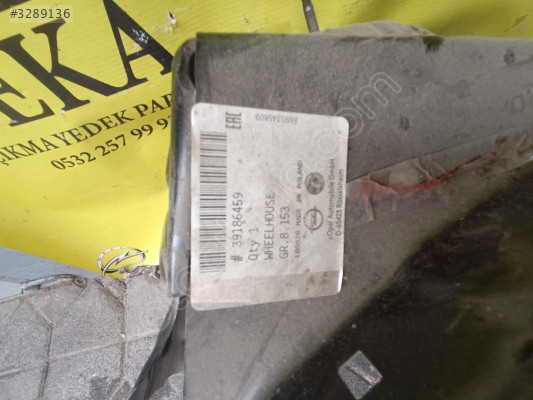 #3289136
EKA
ÇIKMA YEDEK PAR
0532 257 99 9
# 39186459
Qty 1
WHEELHOUSE
GR.8 153
MADE IN POLAND
Opel Automobile GmbH
D-65423 Rüsselsheim
EAC